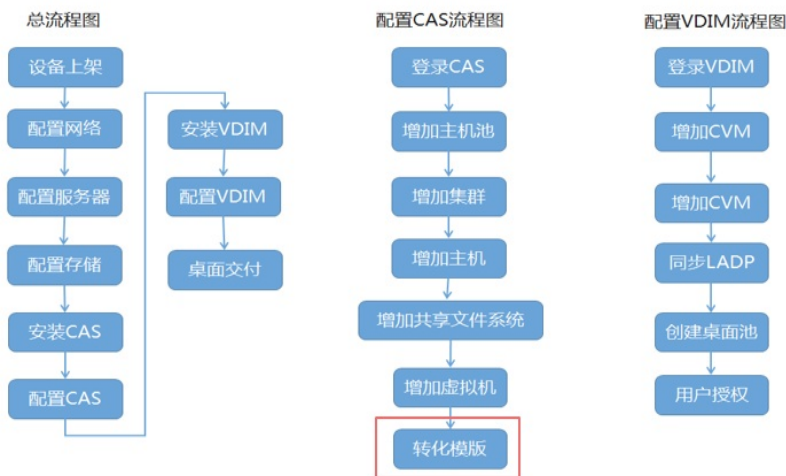 总流程图
设备上架
配置网络
配置服务器
配置存储
安装CAS
配置CAS
安装VDIM
配置VDIM
桌面交付
配置CAS流程图
登录CAS
增加主机池
增加集群
增加主机
增加共享文件系统
增加虚拟机
转化模版
配置VDIM流程图
登录VDIM
增加CVM
增加CVM
同步LADP
创建桌面池
用户授权